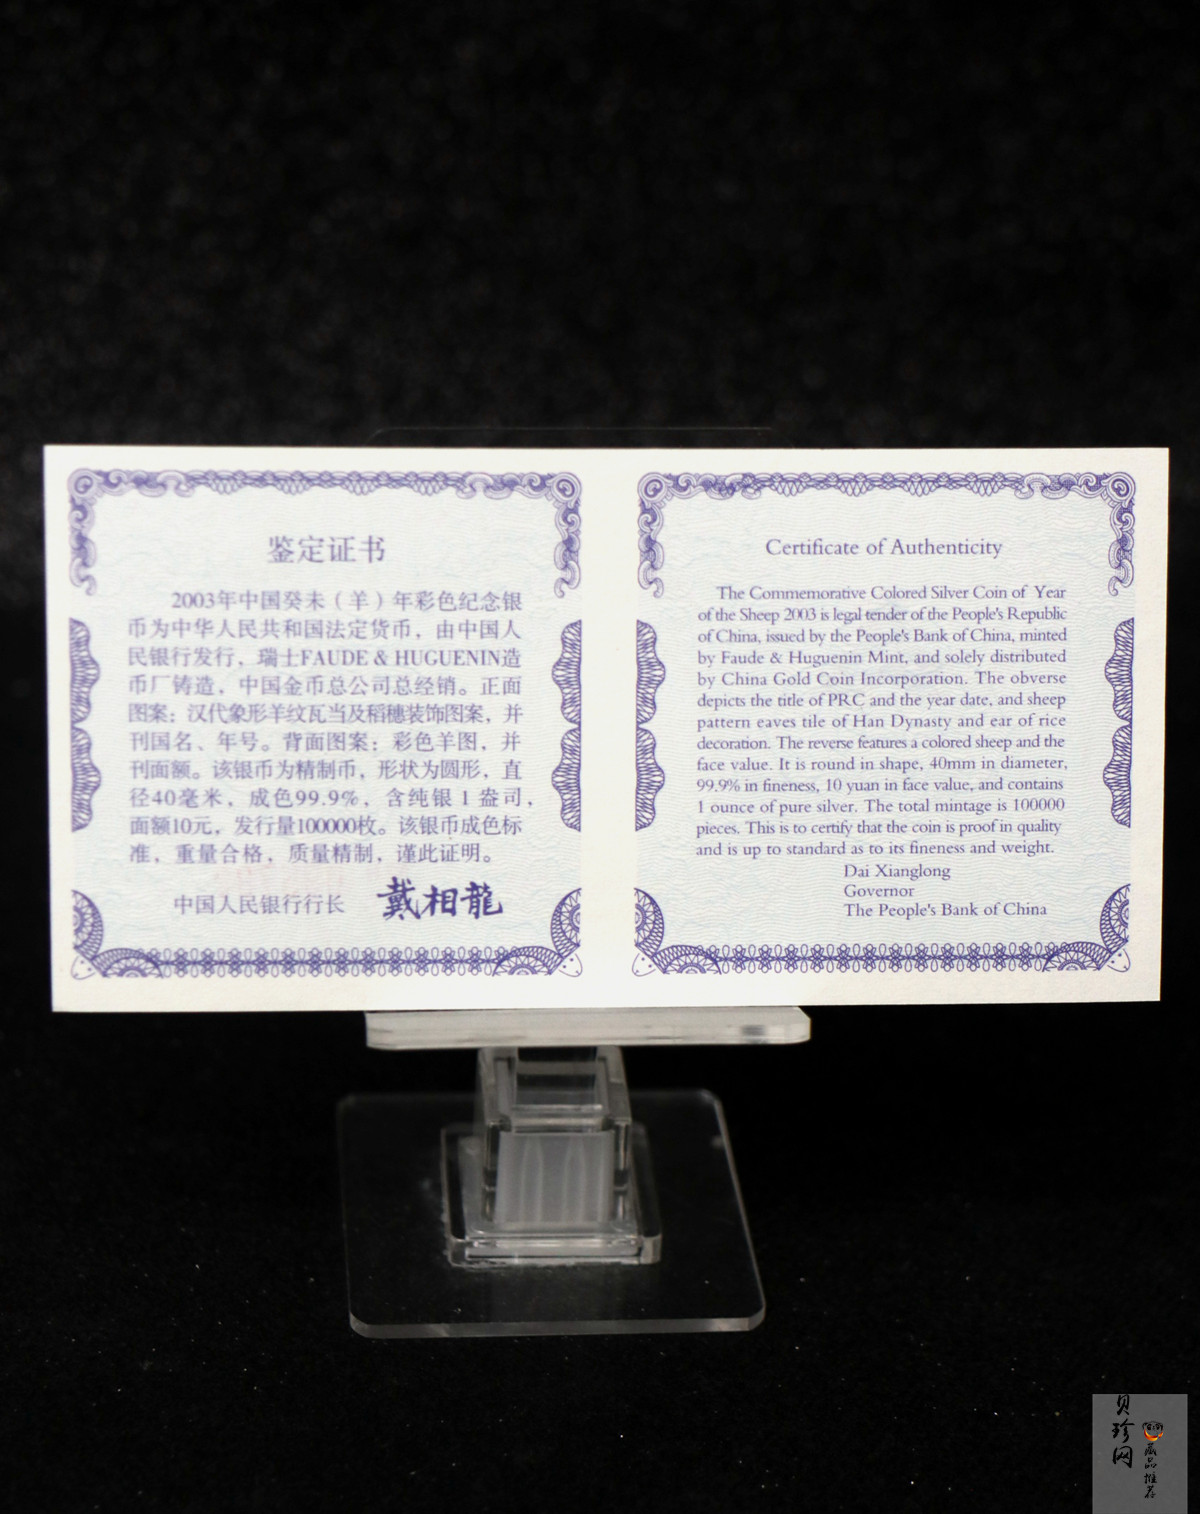 鉴定证书
2003年中国癸未（羊）年彩色纪念银
币为中华人民共和国法定货币，由中国人
民银行发行，瑞士FAUDE & HUGUENIN造
币厂铸造，中国金币总公司总经销。正面
图案：汉代象形羊纹瓦当及稻穗装饰图案，并
刊国名、年号。背面图案：彩色羊图，并
刊面额。该银币为精制币，形状为圆形，直
径40毫米，成色99.9%，含纯银1盎司，
面额10元，发行量100000枚。该银币成色标
准，重量合格，质量精制，谨此证明。
中国人民银行行长 戴相龍
Certificate of Authenticity
The Commemorative Colored Silver Coin of Year
of the Sheep 2003 is legal tender of the People's Republic
of China, issued by the People's Bank of China, minted
by Faude & Huguenin Mint, and solely distributed
by China Gold Coin Incorporation. The obverse
depicts the title of PRC and the year date, and sheep
pattern eaves tile of Han Dynasty and ear of rice
decoration. The reverse features a colored sheep and the
face value. It is round in shape, 40mm in diameter,
99.9% in fineness, 10 yuan in face value, and contains
1 ounce of pure silver. The total mintage is 100000
pieces. This is to certify that the coin is proof in quality
and is up to standard as to its fineness and weight.
Dai Xianglong
Governor
The People's Bank of China
贝珍网
藏品推荐